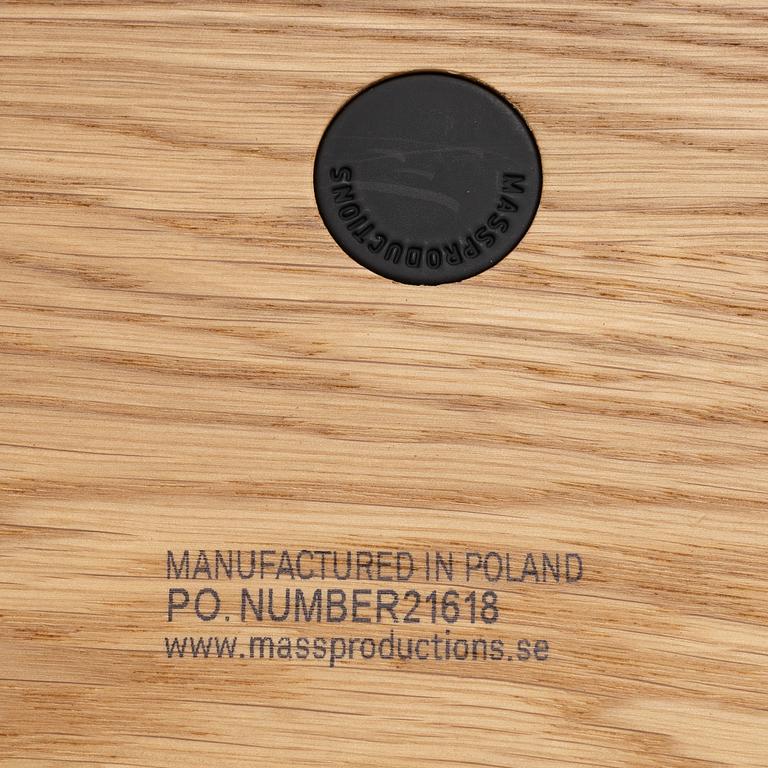 MASSPRODUCTIONS
MANUFACTURED IN POLAND
PO. NUMBER21618
www.massproductions.se